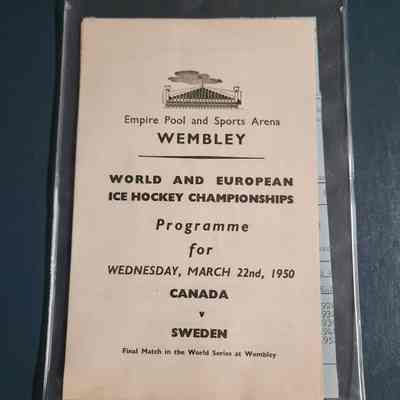 Empire Pool and Sports Arena
WEMBLEY
WORLD AND EUROPEAN
ICE HOCKEY CHAMPIONSHIPS
Programme
for
WEDNESDAY, MARCH 22nd, 1950
CANADA
v
SWEDEN
Final Match in the World Series at Wembley